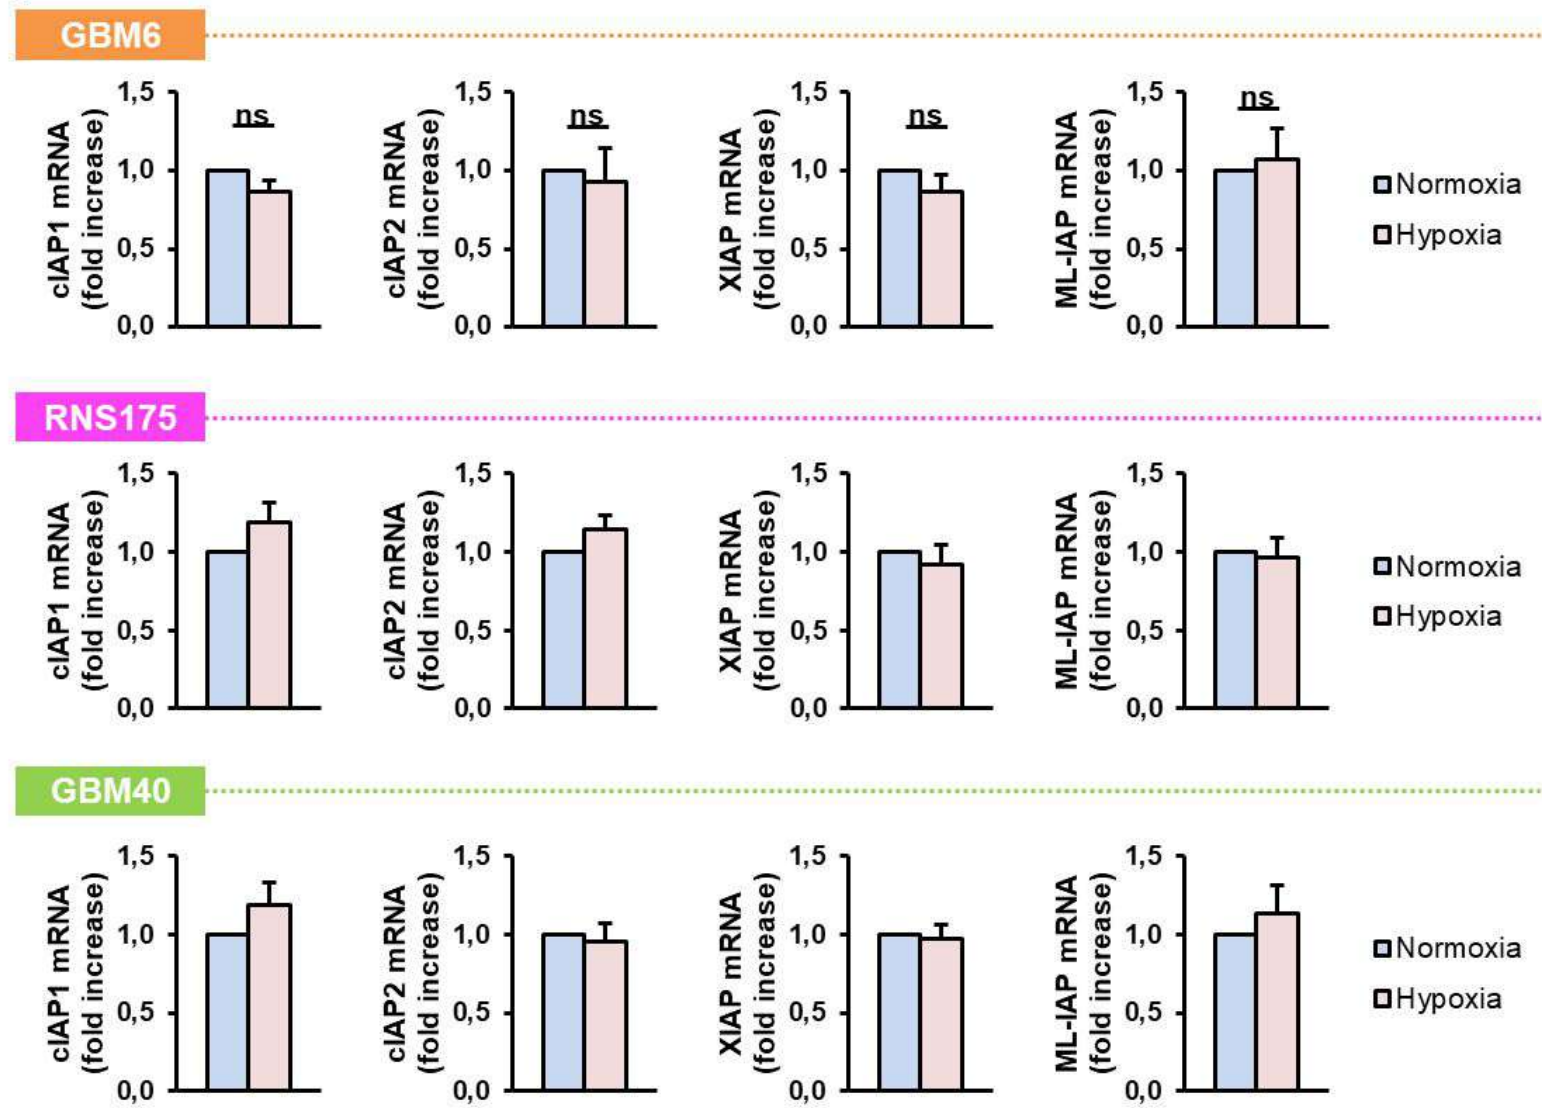 GBM6
cIAP1 mRNA
(fold increase)
1,5
1,0
0,5
0,0
ns
cIAP2 mRNA
(fold increase)
1,5
1,0
0,5
0,0
ns
XIAP mRNA
(fold increase)
1,5
1,0
0,5
0,0
ns
ML-IAP mRNA
(fold increase)
1,5
1,0
0,5
0,0
ns
Normoxia
Hypoxia
RNS175
cIAP1 mRNA
(fold increase)
1,5
1,0
0,5
0,0
cIAP2 mRNA
(fold increase)
1,5
1,0
0,5
0,0
XIAP mRNA
(fold increase)
1,5
1,0
0,5
0,0
ML-IAP mRNA
(fold increase)
1,5
1,0
0,5
0,0
Normoxia
Hypoxia
GBM40
cIAP1 mRNA
(fold increase)
1,5
1,0
0,5
0,0
cIAP2 mRNA
(fold increase)
1,5
1,0
0,5
0,0
XIAP mRNA
(fold increase)
1,5
1,0
0,5
0,0
ML-IAP mRNA
(fold increase)
1,5
1,0
0,5
0,0
Normoxia
Hypoxia